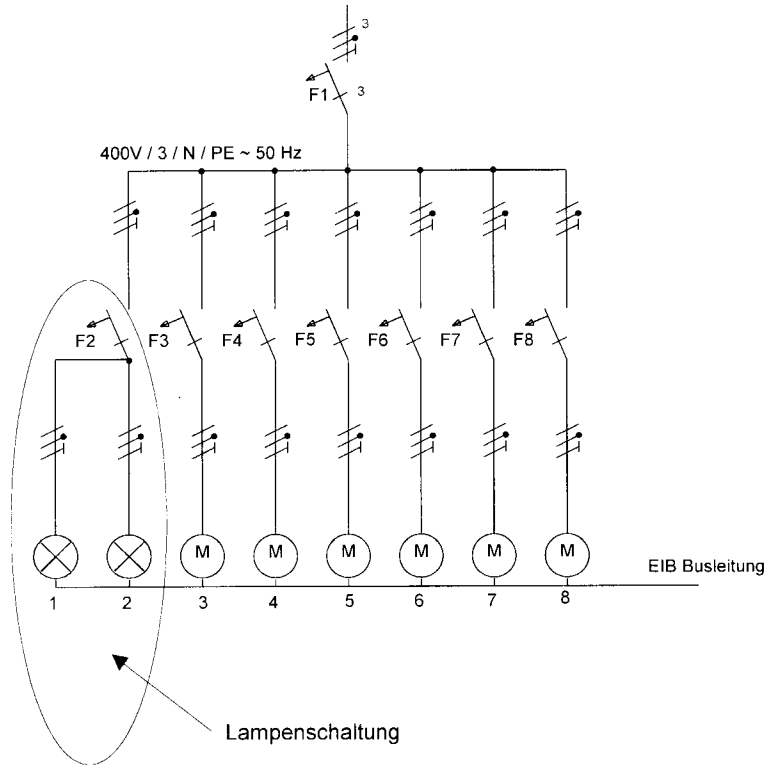 3
F1
3
400V / 3 / N / PE ~ 50 Hz
F2 F3 F4 F5 F6 F7 F8
M M M M M M
EIB Busleitung
1 2 3 4 5 6 7 8
Lampenschaltung